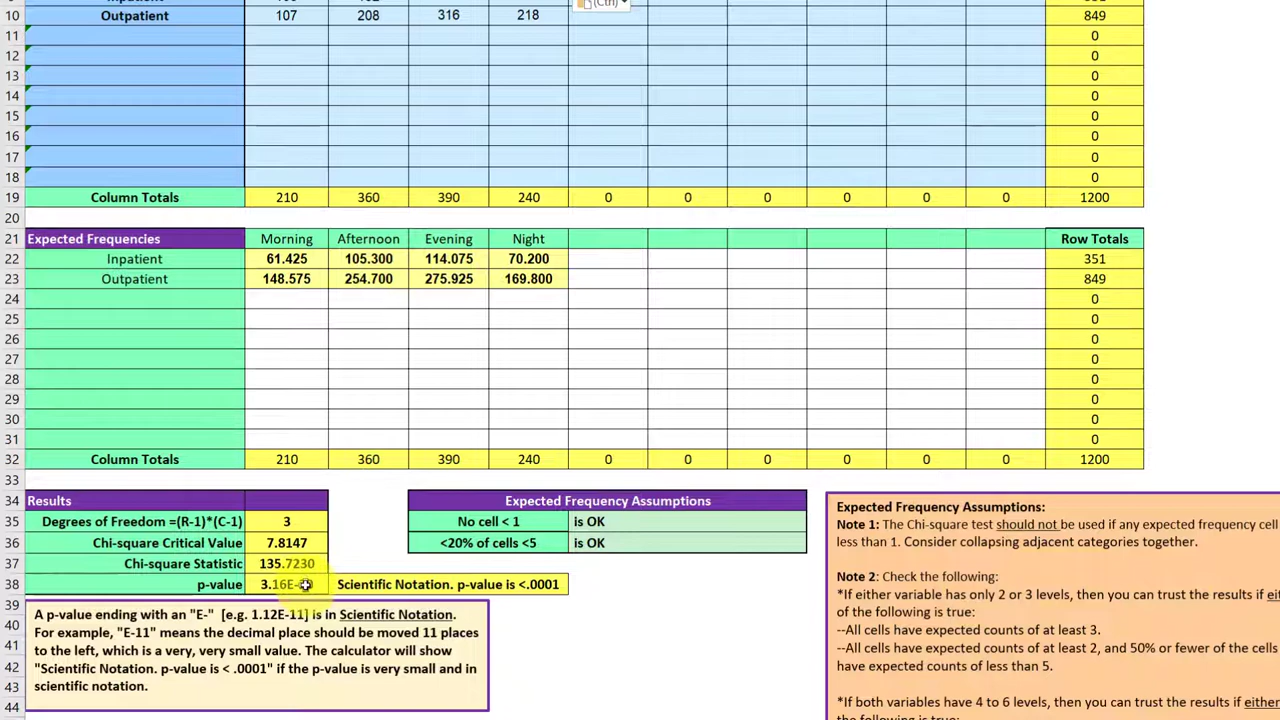 (Ctrl)
10 Outpatient 107 208 316 218 849
11 0
12 0
13 0
14 0
15 0
16 0
17 0
18 0
19 Column Totals 210 360 390 240 0 0 0 0 0 0 1200
20
21 Expected Frequencies Morning Afternoon Evening Night Row Totals
22 Inpatient 61.425 105.300 114.075 70.200 351
23 Outpatient 148.575 254.700 275.925 169.800 849
24 0
25 0
26 0
27 0
28 0
29 0
30 0
31 0
32 Column Totals 210 360 390 240 0 0 0 0 0 0 1200
33
34 Results Expected Frequency Assumptions
35 Degrees of Freedom =(R-1)*(C-1) 3 No cell < 1 is OK
36 Chi-square Critical Value 7.8147 <20% of cells <5 is OK
37 Chi-square Statistic 135.7230
38 p-value Scientific Notation. p-value is <.0001
39
40
41
42
43
44
A p-value ending with an "E-" [e.g. 1.12E-11] is in Scientific Notation.
For example, "E-11" means the decimal place should be moved 11 places
to the left, which is a very, very small value. The calculator will show
"Scientific Notation. p-value is < .0001" if the p-value is very small and in
scientific notation.
Expected Frequency Assumptions:
Note 1: The Chi-square test should not be used if any expected frequency cell
less than 1. Consider collapsing adjacent categories together.
Note 2: Check the following:
*If either variable has only 2 or 3 levels, then you can trust the results if
of the following is true:
--All cells have expected counts of at least 3.
--All cells have expected counts of at least 2, and 50% or fewer of the cells
have expected counts of less than 5.
*If both variables have 4 to 6 levels, then you can trust the results if
the following is true: